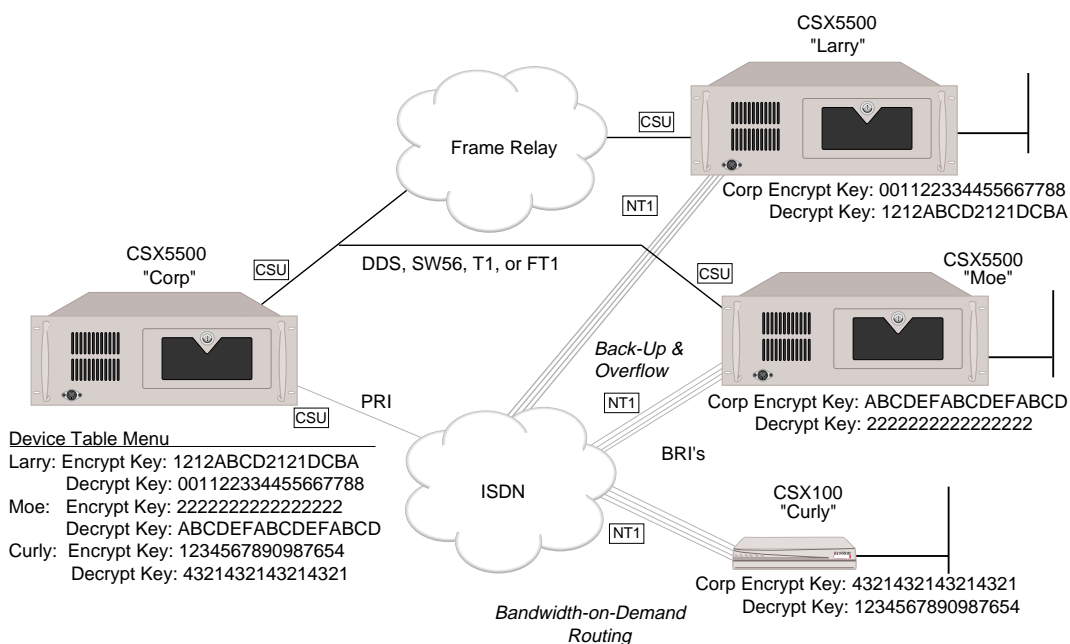 CSX5500
"Larry"
CSU
Frame Relay
NT1
Corp Encrypt Key: 001122334455667788
Decrypt Key: 1212ABCD2121DCBA
CSX5500
"Corp"
CSU
DDS, SW56, T1, or FT1
CSU
CSX5500
"Moe"
Back-Up &
Overflow
PRI
CSU
NT1
Corp Encrypt Key: ABCDEFABCDEFABCD
Decrypt Key: 2222222222222222
Device Table Menu
Larry: Encrypt Key: 1212ABCD2121DCBA
Decrypt Key: 001122334455667788
Moe: Encrypt Key: 2222222222222222
Decrypt Key: ABCDEFABCDEFABCD
Curly: Encrypt Key: 1234567890987654
Decrypt Key: 4321432143214321
BRI's
ISDN
NT1
CSX100
"Curly"
Corp Encrypt Key: 4321432143214321
Decrypt Key: 1234567890987654
Bandwidth-on-Demand
Routing